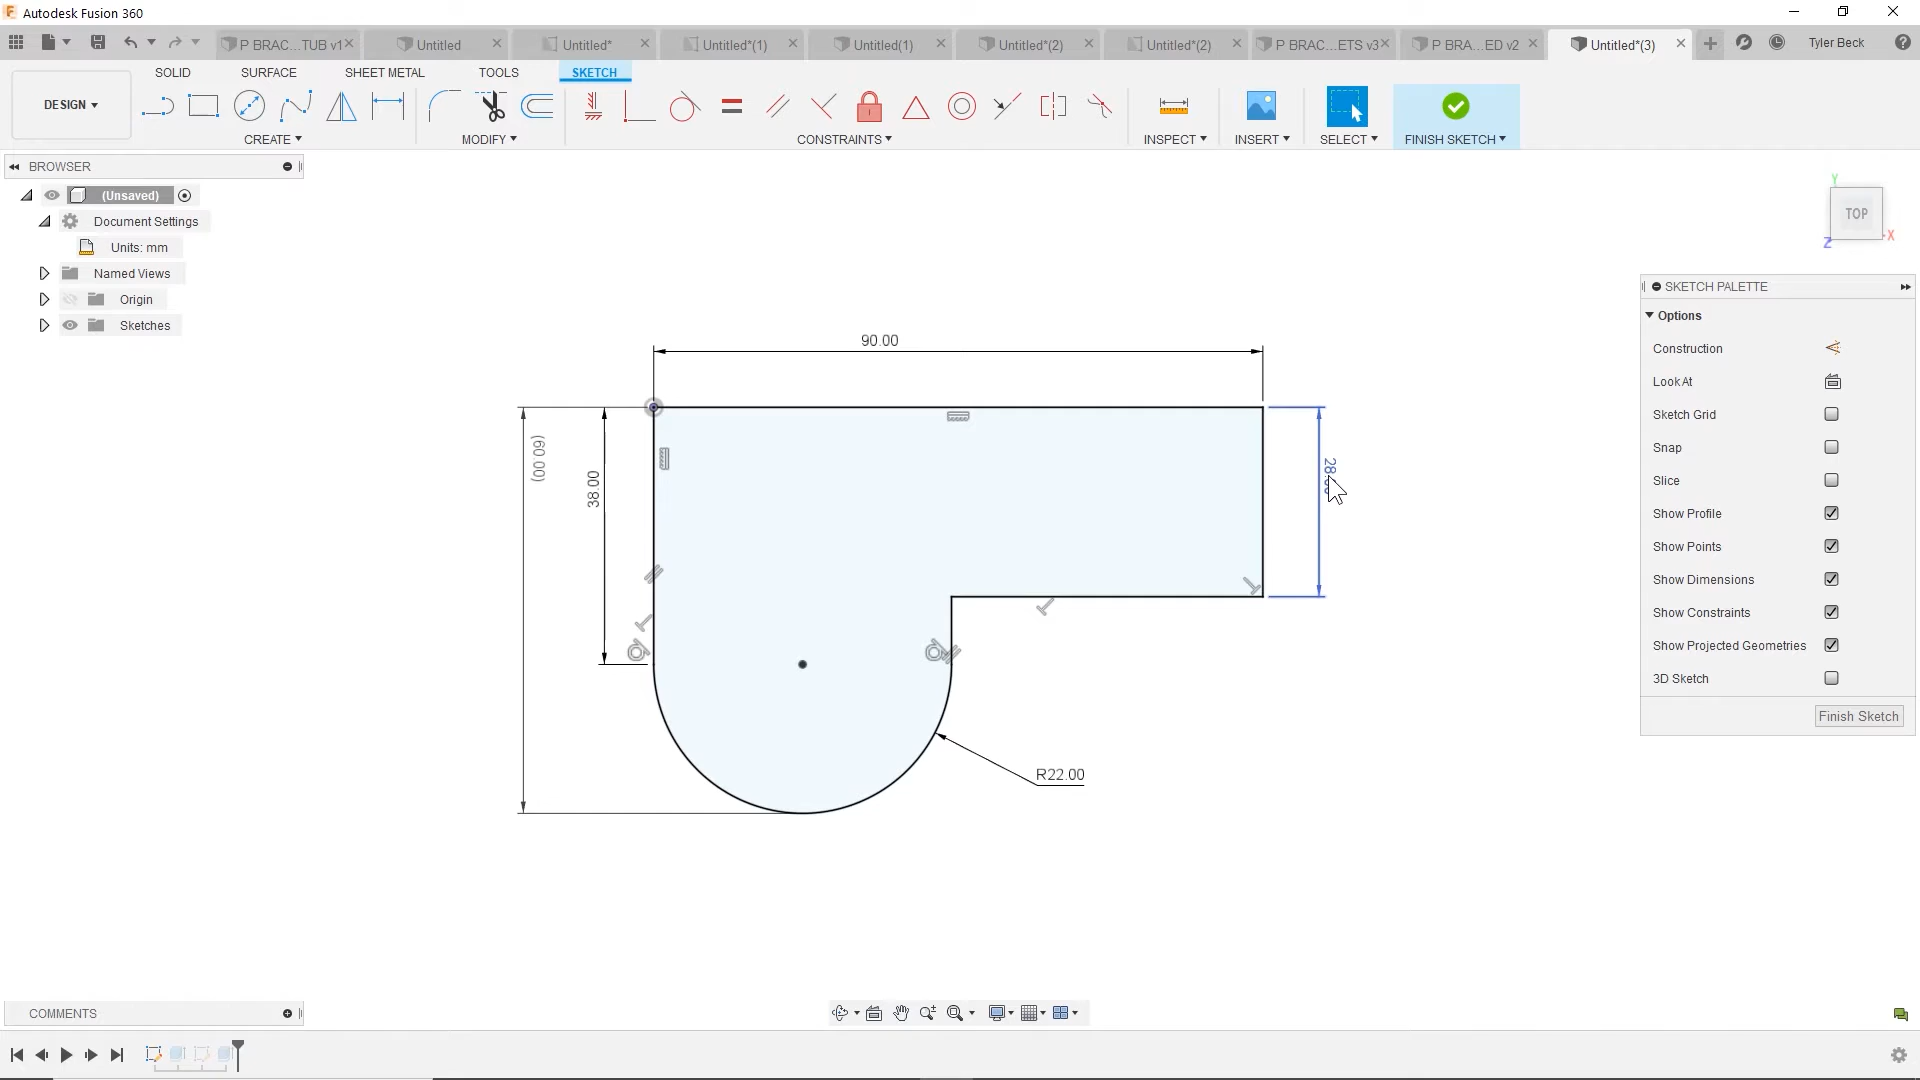 Autodesk Fusion 360
P BRAC...TUB v1
Untitled
Untitled*
Untitled*(1)
Untitled(1)
Untitled*(2)
Untitled*(2)
P BRAC...ETS v3*
P BRA...ED v2
Untitled*(3)
Tyler Beck
SOLID
SURFACE
SHEET METAL
TOOLS
SKETCH
DESIGN
CREATE
MODIFY
CONSTRAINTS
INSPECT
INSERT
SELECT
FINISH SKETCH
BROWSER
(Unsaved)
Document Settings
Units: mm
Named Views
Origin
Sketches
Y
TOP
X
Z
90.00
(60.00)
38.00
R22.00
SKETCH PALETTE
Options
Construction
Look At
Sketch Grid
Snap
Slice
Show Profile
Show Points
Show Dimensions
Show Constraints
Show Projected Geometries
3D Sketch
Finish Sketch
COMMENTS